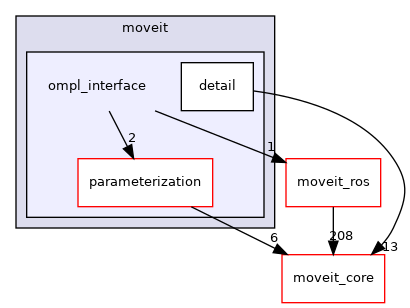 moveit
ompl_interface
detail
2
1
parameterization
moveit_ros
6
208
13
moveit_core